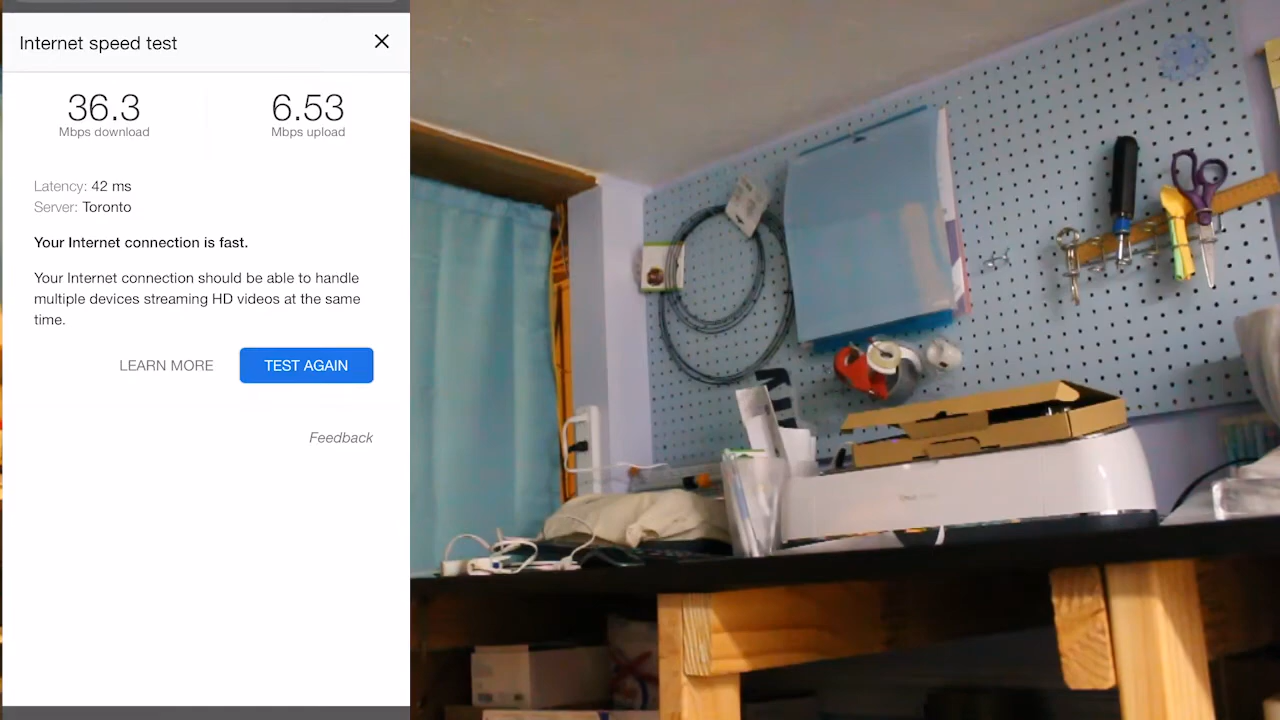 Internet speed test
36.3
Mbps download
6.53
Mbps upload
Latency: 42 ms
Server: Toronto
Your Internet connection is fast.
Your Internet connection should be able to handle
multiple devices streaming HD videos at the same
time.
LEARN MORE
TEST AGAIN
Feedback